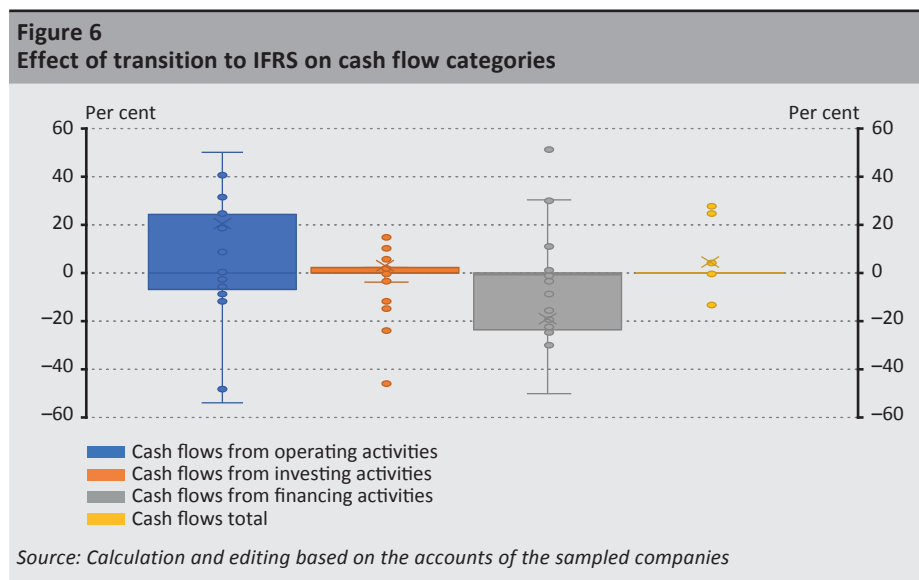 Figure 6
Effect of transition to IFRS on cash flow categories
Per cent Per cent
60 60
40 40
20 20
0 0
–20 –20
–40 –40
–60 –60
Cash flows from operating activities
Cash flows from investing activities
Cash flows from financing activities
Cash flows total
Source: Calculation and editing based on the accounts of the sampled companies